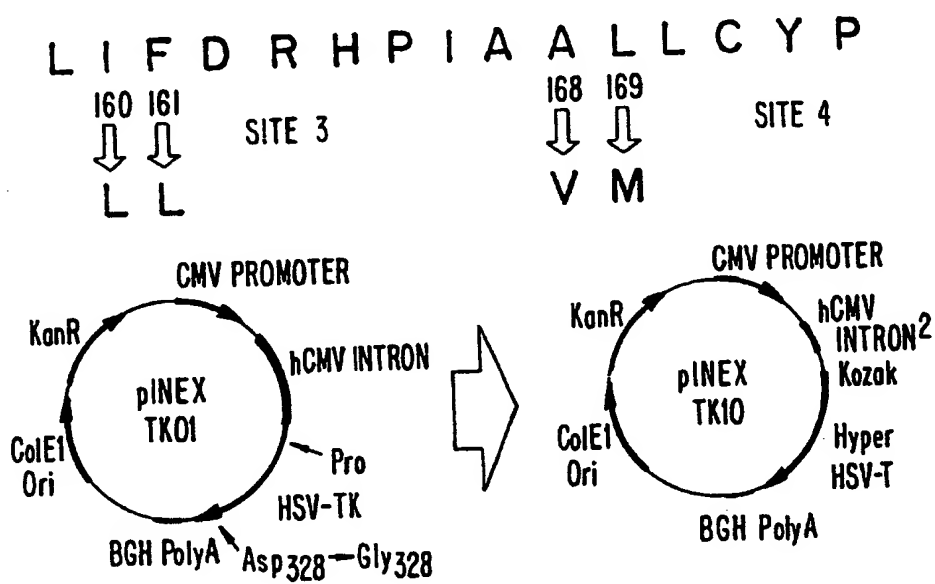 L I F D R H P I A A L L C Y P
160 161 168 169
SITE 3 SITE 4
L L V M
CMV PROMOTER
KanR
hCMV INTRON
pINEX
TK01
ColE1
Ori
Pro
HSV-TK
BGH PolyA
Asp328 – Gly328
CMV PROMOTER
KanR
hCMV
INTRON2
Kozak
pINEX
TK10
ColE1
Ori
Hyper
HSV-T
BGH PolyA